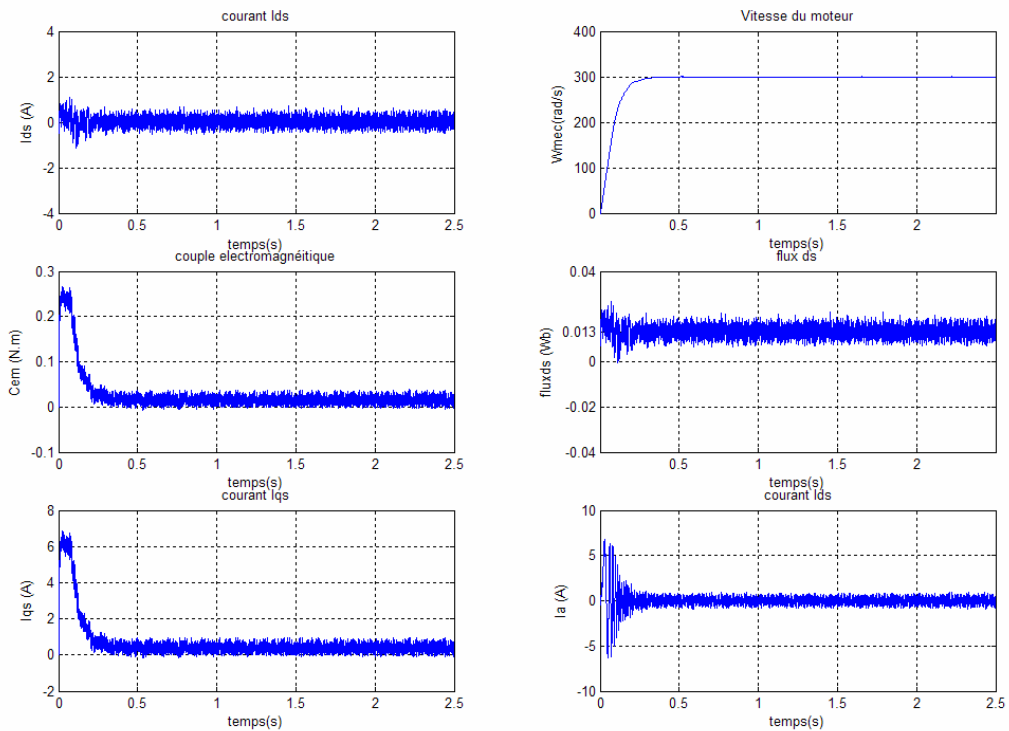 courant Ids
4
2
0
-2
-4
Ids (A)
0 0.5 1 1.5 2 2.5
temps(s)
Vitesse du moteur
400
300
200
100
0
Wmec(rad/s)
0 0.5 1 1.5 2 2.5
temps(s)
couple electromagnéitique
0.3
0.2
0.1
0
-0.1
Cem (N.m)
0 0.5 1 1.5 2 2.5
temps(s)
flux ds
0.04
0.013
0
-0.02
-0.04
fluxds (Wb)
0.5 1 1.5 2
temps(s)
courant Iqs
8
6
4
2
0
-2
Iqs (A)
0 0.5 1 1.5 2 2.5
temps(s)
courant Ids
10
5
0
-5
-10
Ia (A)
0 0.5 1 1.5 2 2.5
temps(s)